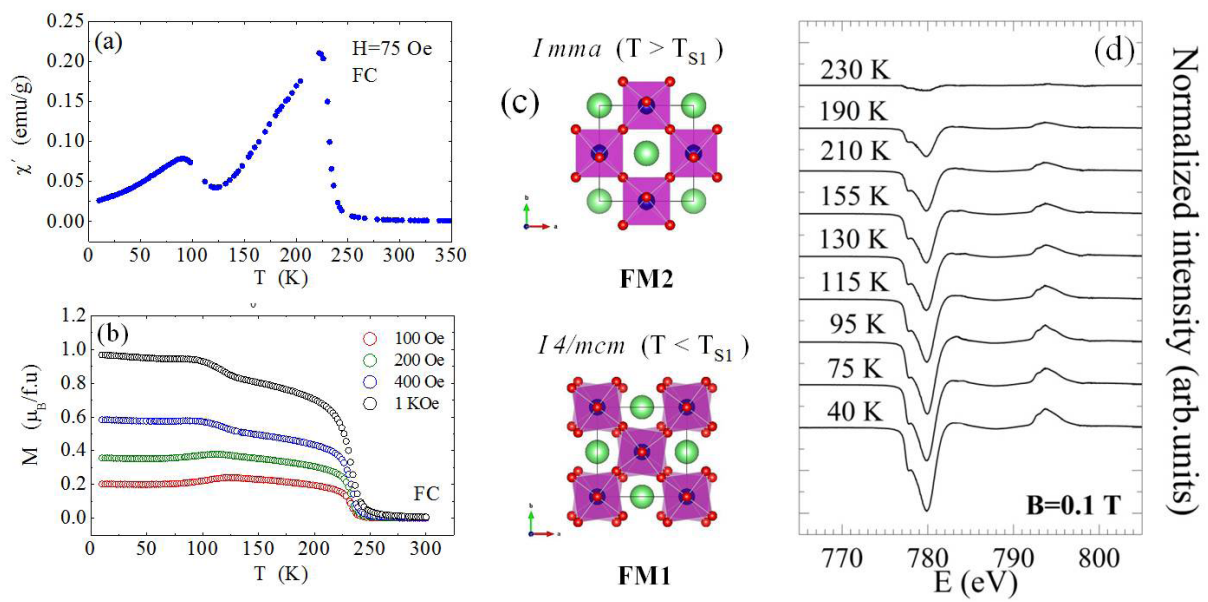 (a)
H=75 Oe
FC
0.25
0.20
0.15
0.10
0.05
0.00
χ′ (emu/g)
0 50 100 150 200 250 300 350
T (K)
(b)
100 Oe
200 Oe
400 Oe
1 KOe
FC
1.2
1.0
0.8
0.6
0.4
0.2
0.0
M (μB/f.u)
0 50 100 150 200 250 300
T (K)
(c)
Imma (T > TS1)
b
a
FM2
I4/mcm (T < TS1)
b
a
FM1
(d)
230 K
190 K
210 K
155 K
130 K
115 K
95 K
75 K
40 K
B=0.1 T
770 780 790 800
E (eV)
Normalized intensity (arb.units)